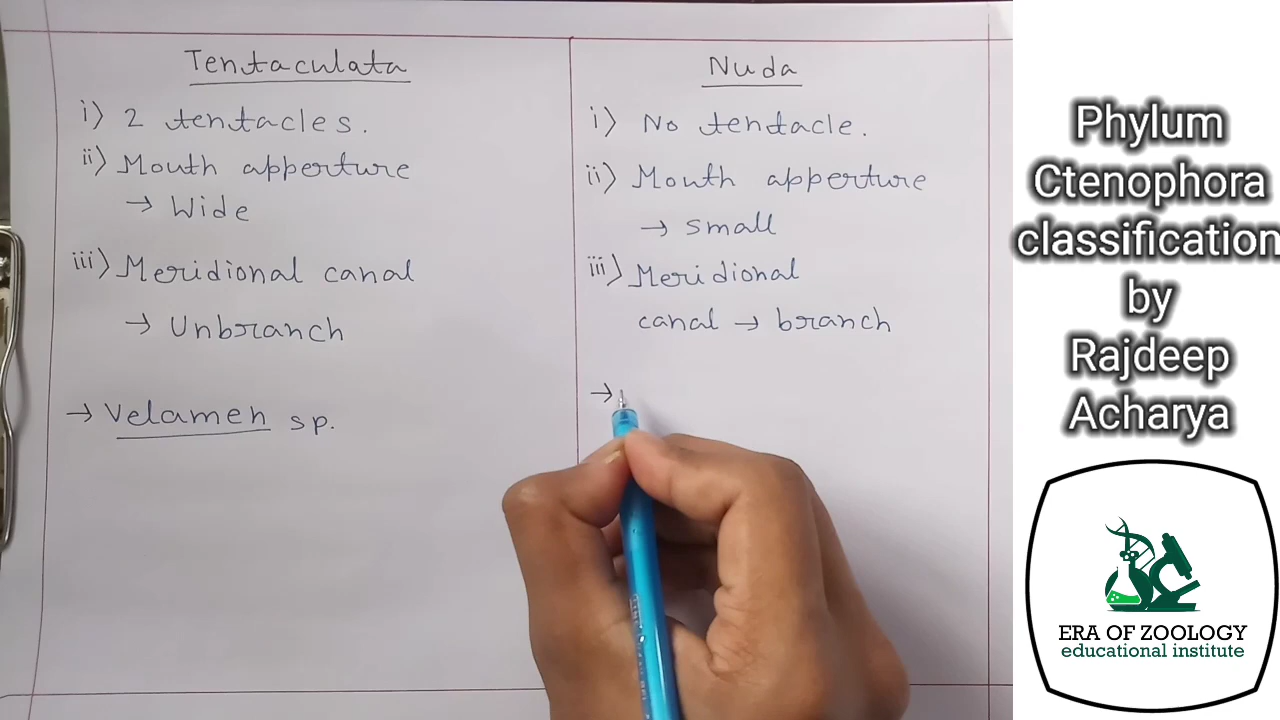 Tentaculata
i) 2 tentacles.
ii) Mouth apperture
→ Wide
iii) Meridional canal
→ Unbranch
→ Velamen sp.
Nuda
i) No tentacle.
ii) Mouth apperture
→ small
iii) Meridional
canal → branch
→
Phylum
Ctenophora
classification
by
Rajdeep
Acharya
ERA OF ZOOLOGY
educational institute